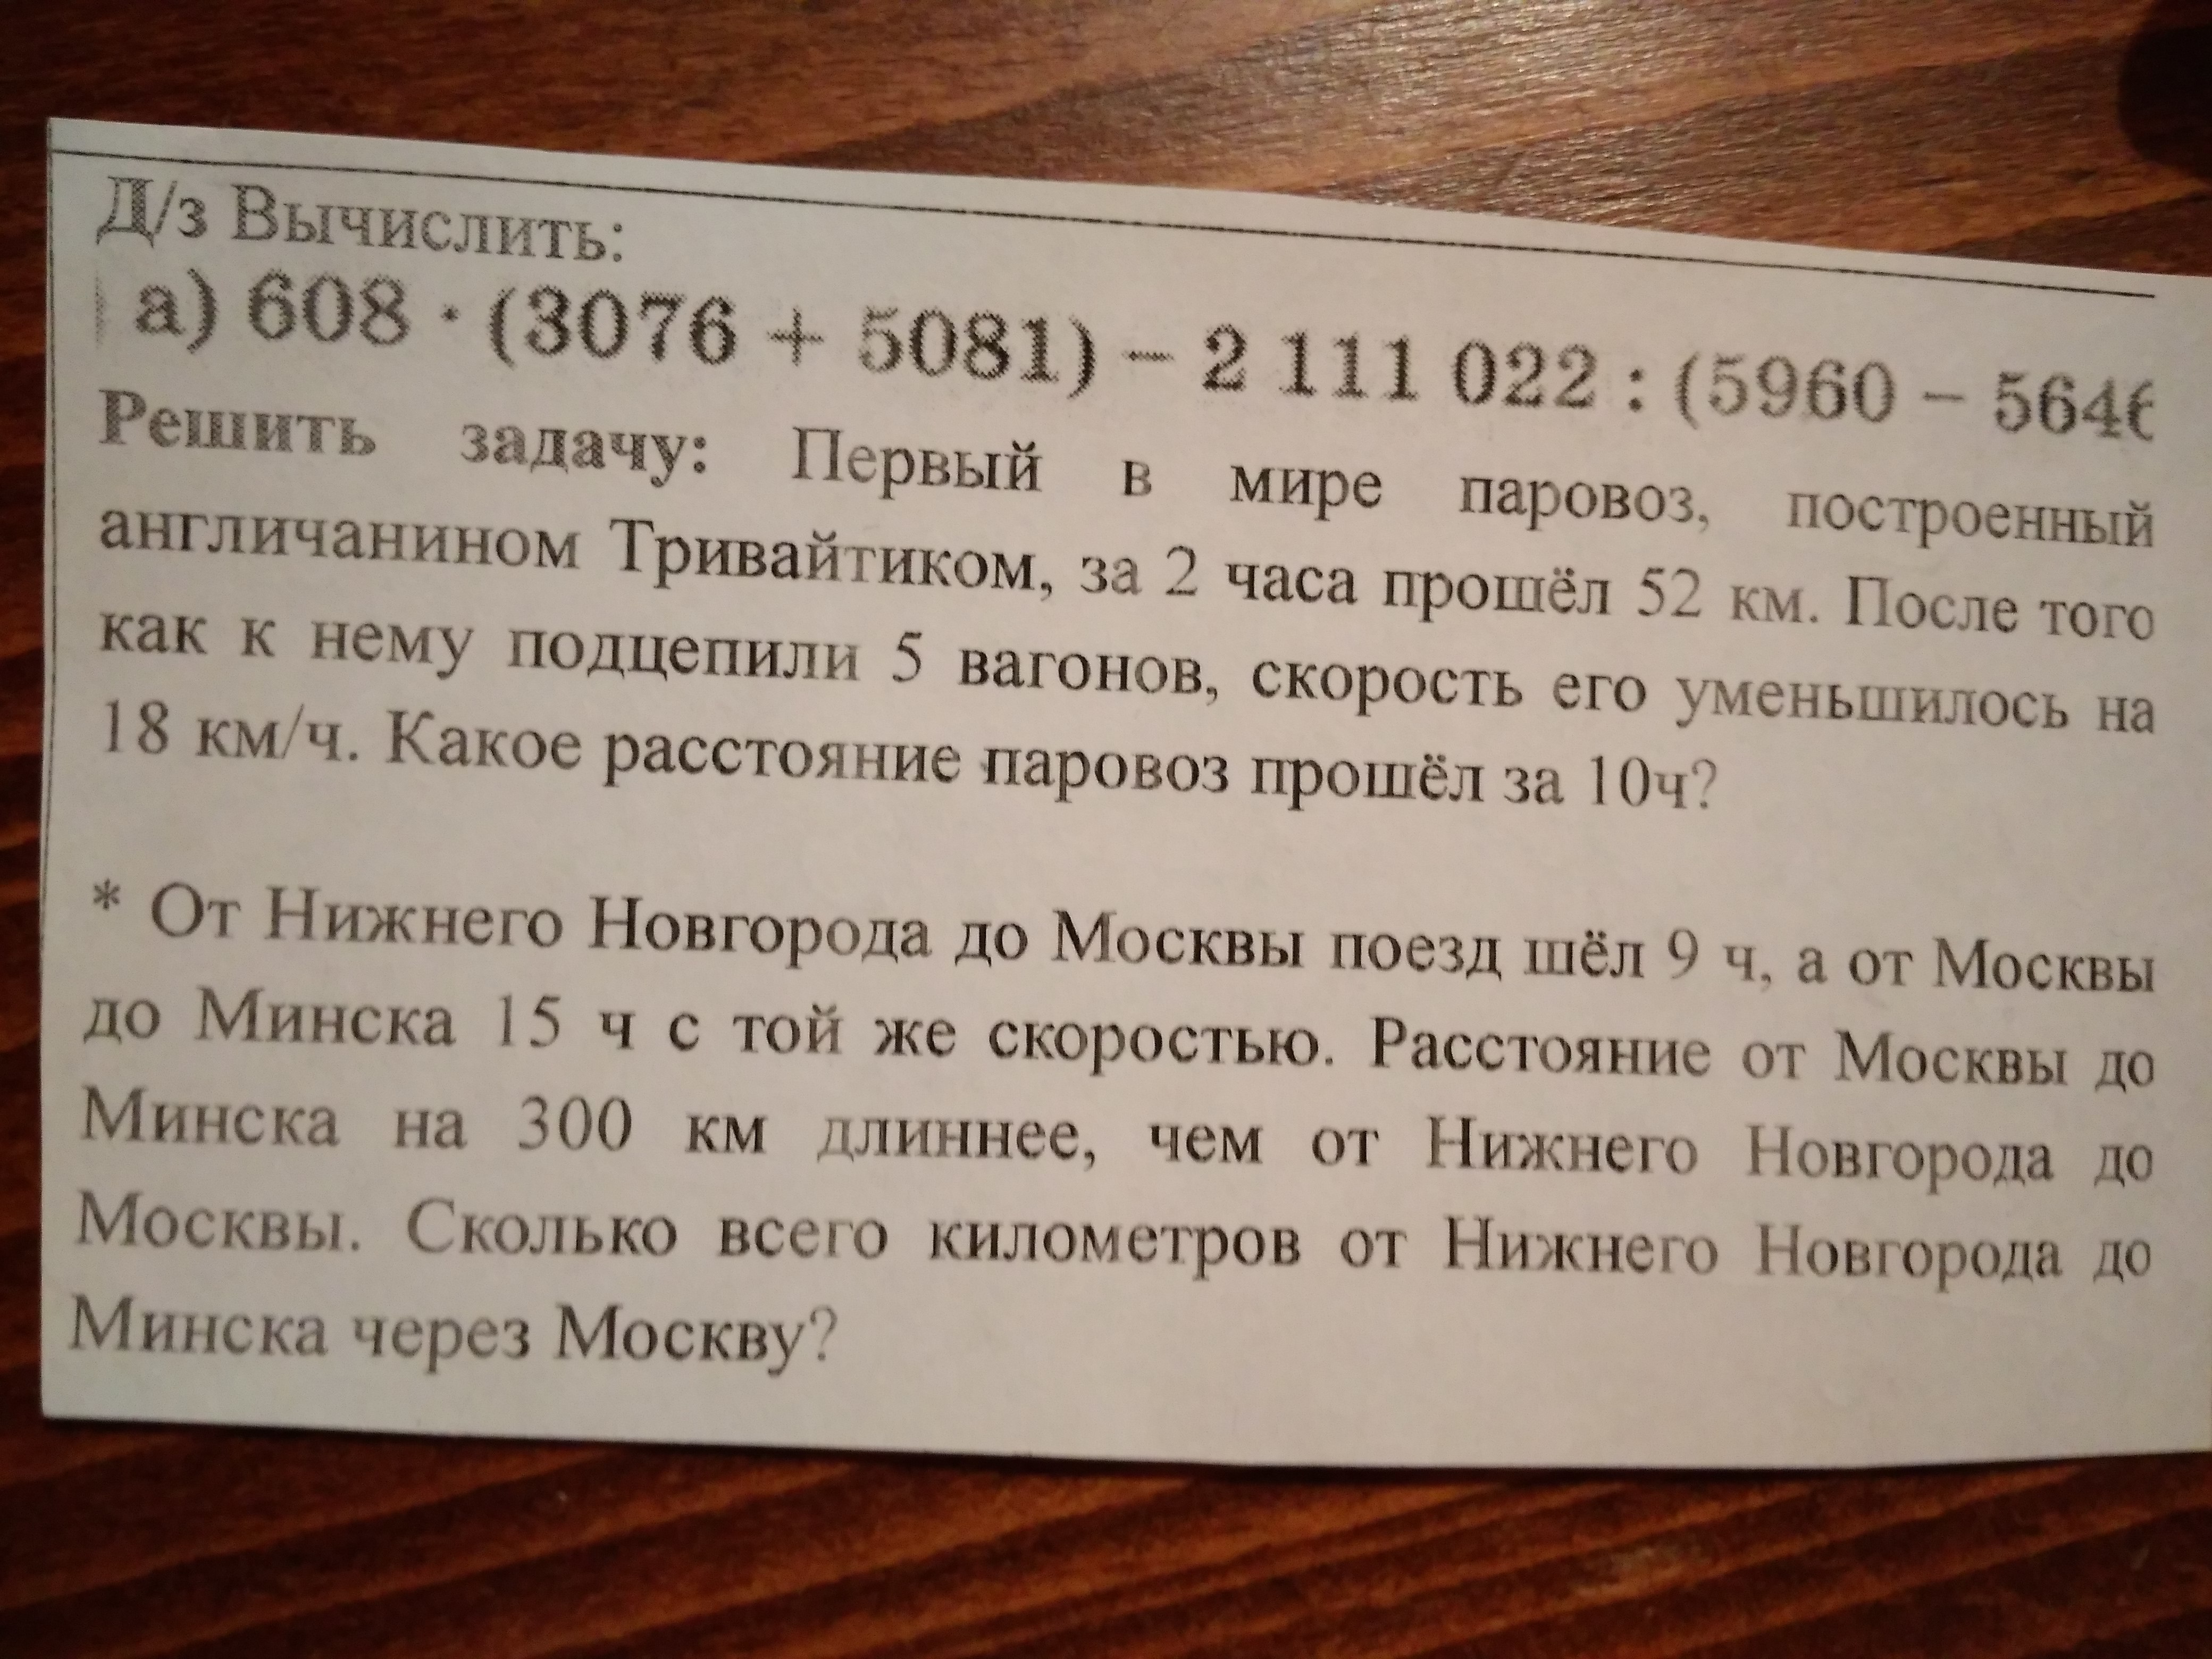 Д/з Вычислить:
а) 608 · (3076 + 5081) – 2 111 022 : (5960 – 5646
Решить задачу: Первый в мире паровоз, построенный
англичанином Тривайтиком, за 2 часа прошёл 52 км. После того
как к нему подцепили 5 вагонов, скорость его уменьшилось на
18 км/ч. Какое расстояние паровоз прошёл за 10ч?
* От Нижнего Новгорода до Москвы поезд шёл 9 ч, а от Москвы
до Минска 15 ч с той же скоростью. Расстояние от Москвы до
Минска на 300 км длиннее, чем от Нижнего Новгорода до
Москвы. Сколько всего километров от Нижнего Новгорода до
Минска через Москву?